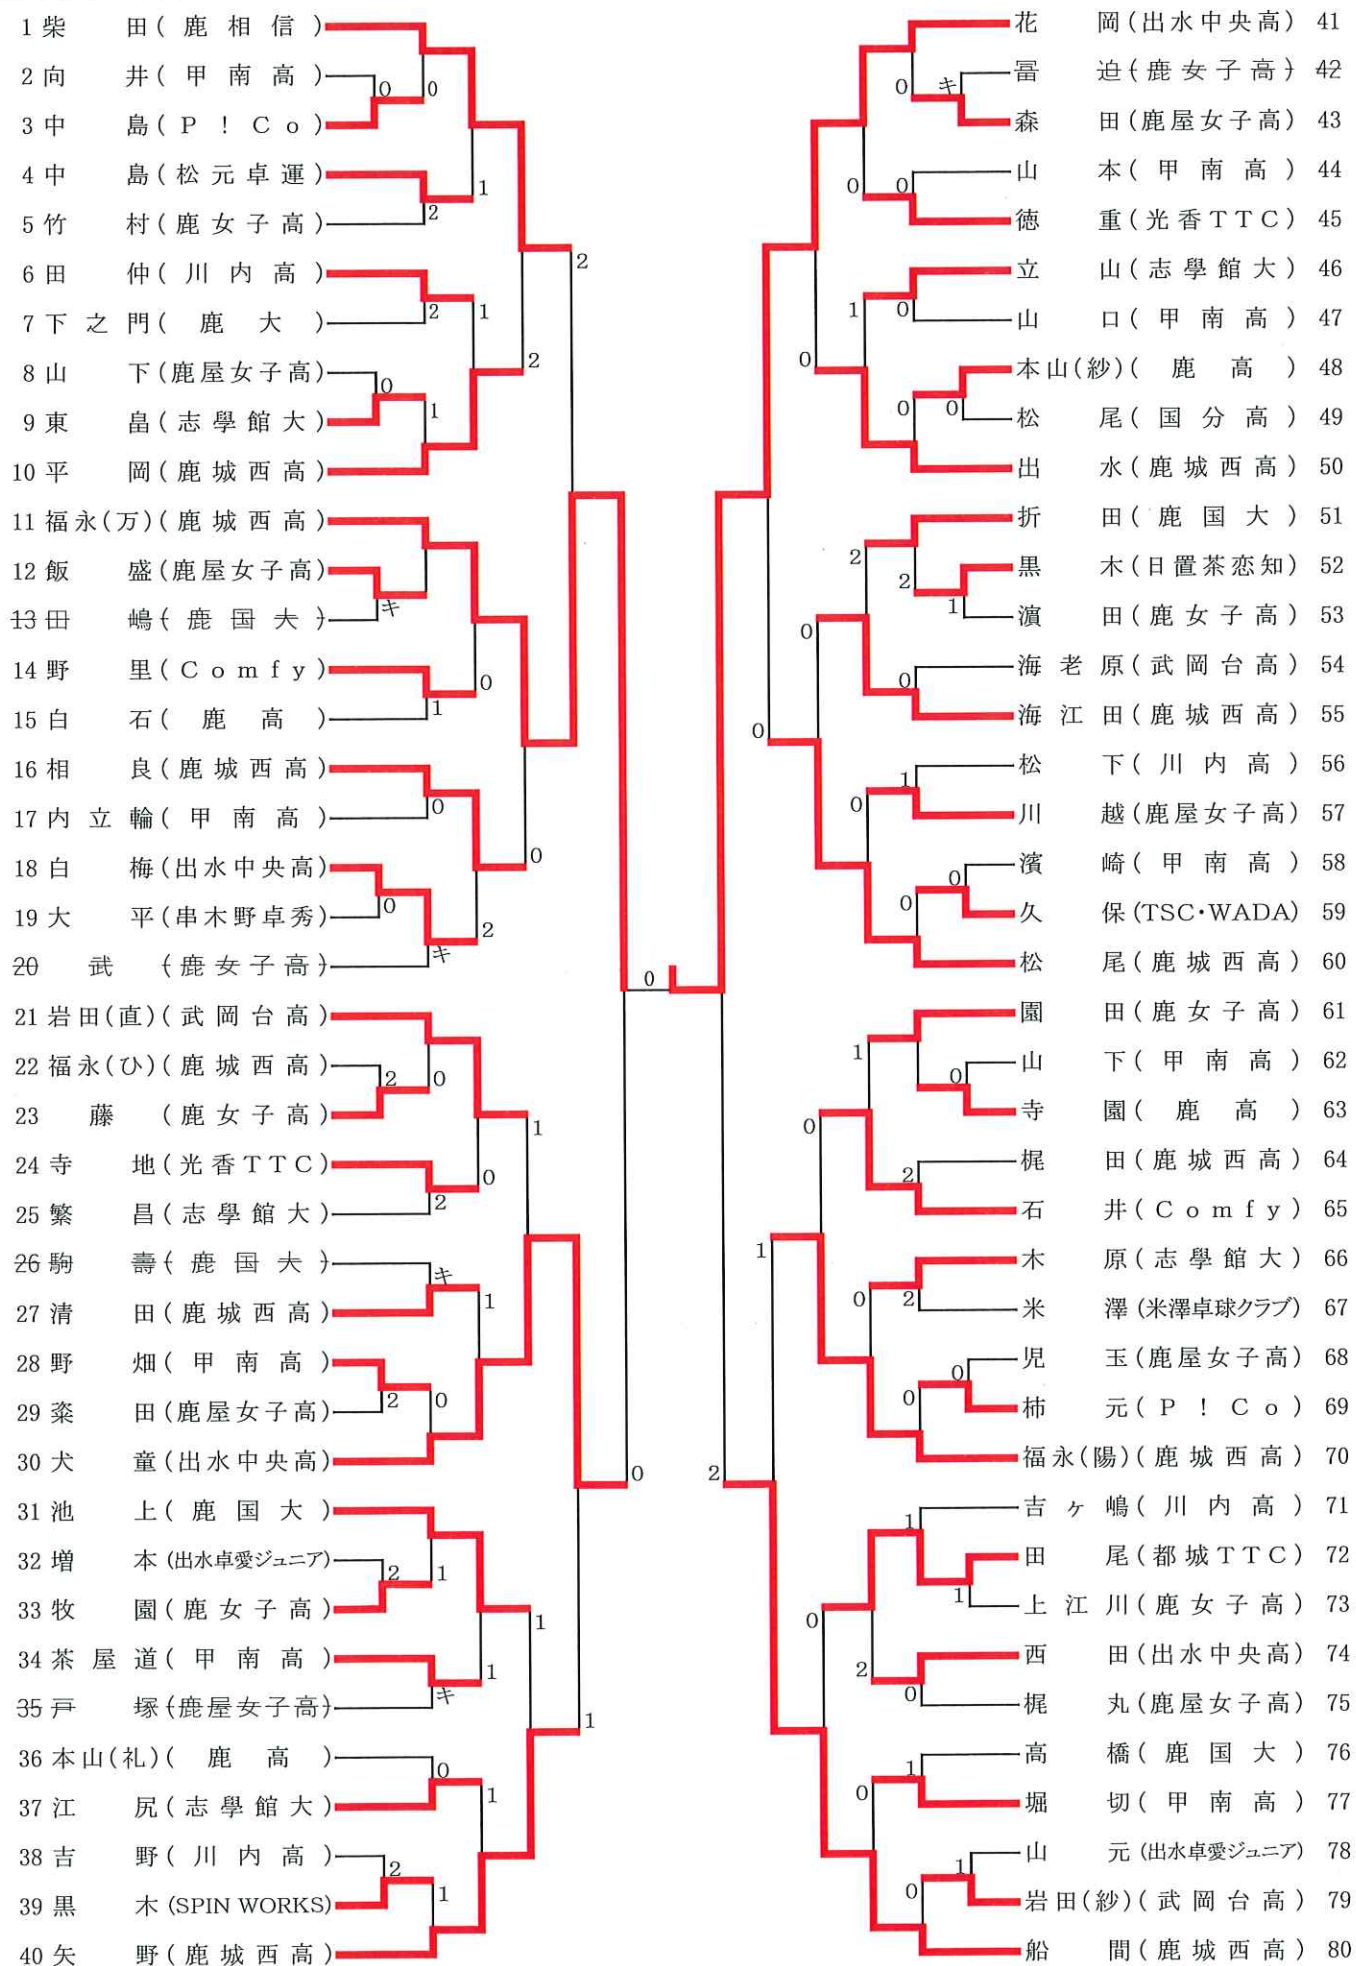 1 柴 田 (鹿 相 信)
2 向 井 (甲 南 高)
3 中 島 (P ! C o)
4 中 島 (松 元 卓 運)
5 竹 村 (鹿 女 子 高)
6 田 仲 (川 内 高)
7 下 之 門 (鹿 大)
8 山 下 (鹿屋女子高)
9 東 畠 (志 學 館 大)
10 平 岡 (鹿 城 西 高)
11 福永(万) (鹿 城 西 高)
12 飯 盛 (鹿屋女子高)
13 田 嶋 (鹿 国 大)
14 野 里 (C o m f y)
15 白 石 (鹿 高)
16 相 良 (鹿 城 西 高)
17 内 立 輪 (甲 南 高)
18 白 梅 (出水中央高)
19 大 平 (串木野卓秀)
20 武 (鹿 女 子 高)
21 岩田(直) (武 岡 台 高)
22 福永(ひ) (鹿 城 西 高)
23 藤 (鹿 女 子 高)
24 寺 地 (光 香 T T C)
25 繁 昌 (志 學 館 大)
26 駒 壽 (鹿 国 大)
27 清 田 (鹿 城 西 高)
28 野 畑 (甲 南 高)
29 楽 田 (鹿屋女子高)
30 犬 童 (出水中央高)
31 池 上 (鹿 国 大)
32 増 本 (出水卓愛ジュニア)
33 牧 園 (鹿 女 子 高)
34 茶 屋 道 (甲 南 高)
35 戸 塚 (鹿屋女子高)
36 本山(礼) (鹿 高)
37 江 尻 (志 學 館 大)
38 吉 野 (川 内 高)
39 黒 木 (SPIN WORKS)
40 矢 野 (鹿 城 西 高)
花 岡 (出水中央高) 41
冨 迫 (鹿 女 子 高) 42
森 田 (鹿屋女子高) 43
山 本 (甲 南 高) 44
徳 重 (光 香 T T C) 45
立 山 (志 學 館 大) 46
山 口 (甲 南 高) 47
本山(紗) (鹿 高) 48
松 尾 (国 分 高) 49
出 水 (鹿 城 西 高) 50
折 田 (鹿 国 大) 51
黒 木 (日置茶恋知) 52
濵 田 (鹿 女 子 高) 53
海 老 原 (武 岡 台 高) 54
海 江 田 (鹿 城 西 高) 55
松 下 (川 内 高) 56
川 越 (鹿屋女子高) 57
濱 崎 (甲 南 高) 58
久 保 (TSC・WADA) 59
松 尾 (鹿 城 西 高) 60
園 田 (鹿 女 子 高) 61
山 下 (甲 南 高) 62
寺 園 (鹿 高) 63
梶 田 (鹿 城 西 高) 64
石 井 (C o m f y) 65
木 原 (志 學 館 大) 66
米 澤 (米澤卓球クラブ) 67
児 玉 (鹿屋女子高) 68
柿 元 (P ! C o) 69
福永(陽) (鹿 城 西 高) 70
吉 ヶ 嶋 (川 内 高) 71
田 尾 (都 城 T T C) 72
上 江 川 (鹿 女 子 高) 73
西 田 (出水中央高) 74
梶 丸 (鹿屋女子高) 75
高 橋 (鹿 国 大) 76
堀 切 (甲 南 高) 77
山 元 (出水卓愛ジュニア) 78
岩田(紗) (武 岡 台 高) 79
船 間 (鹿 城 西 高) 80